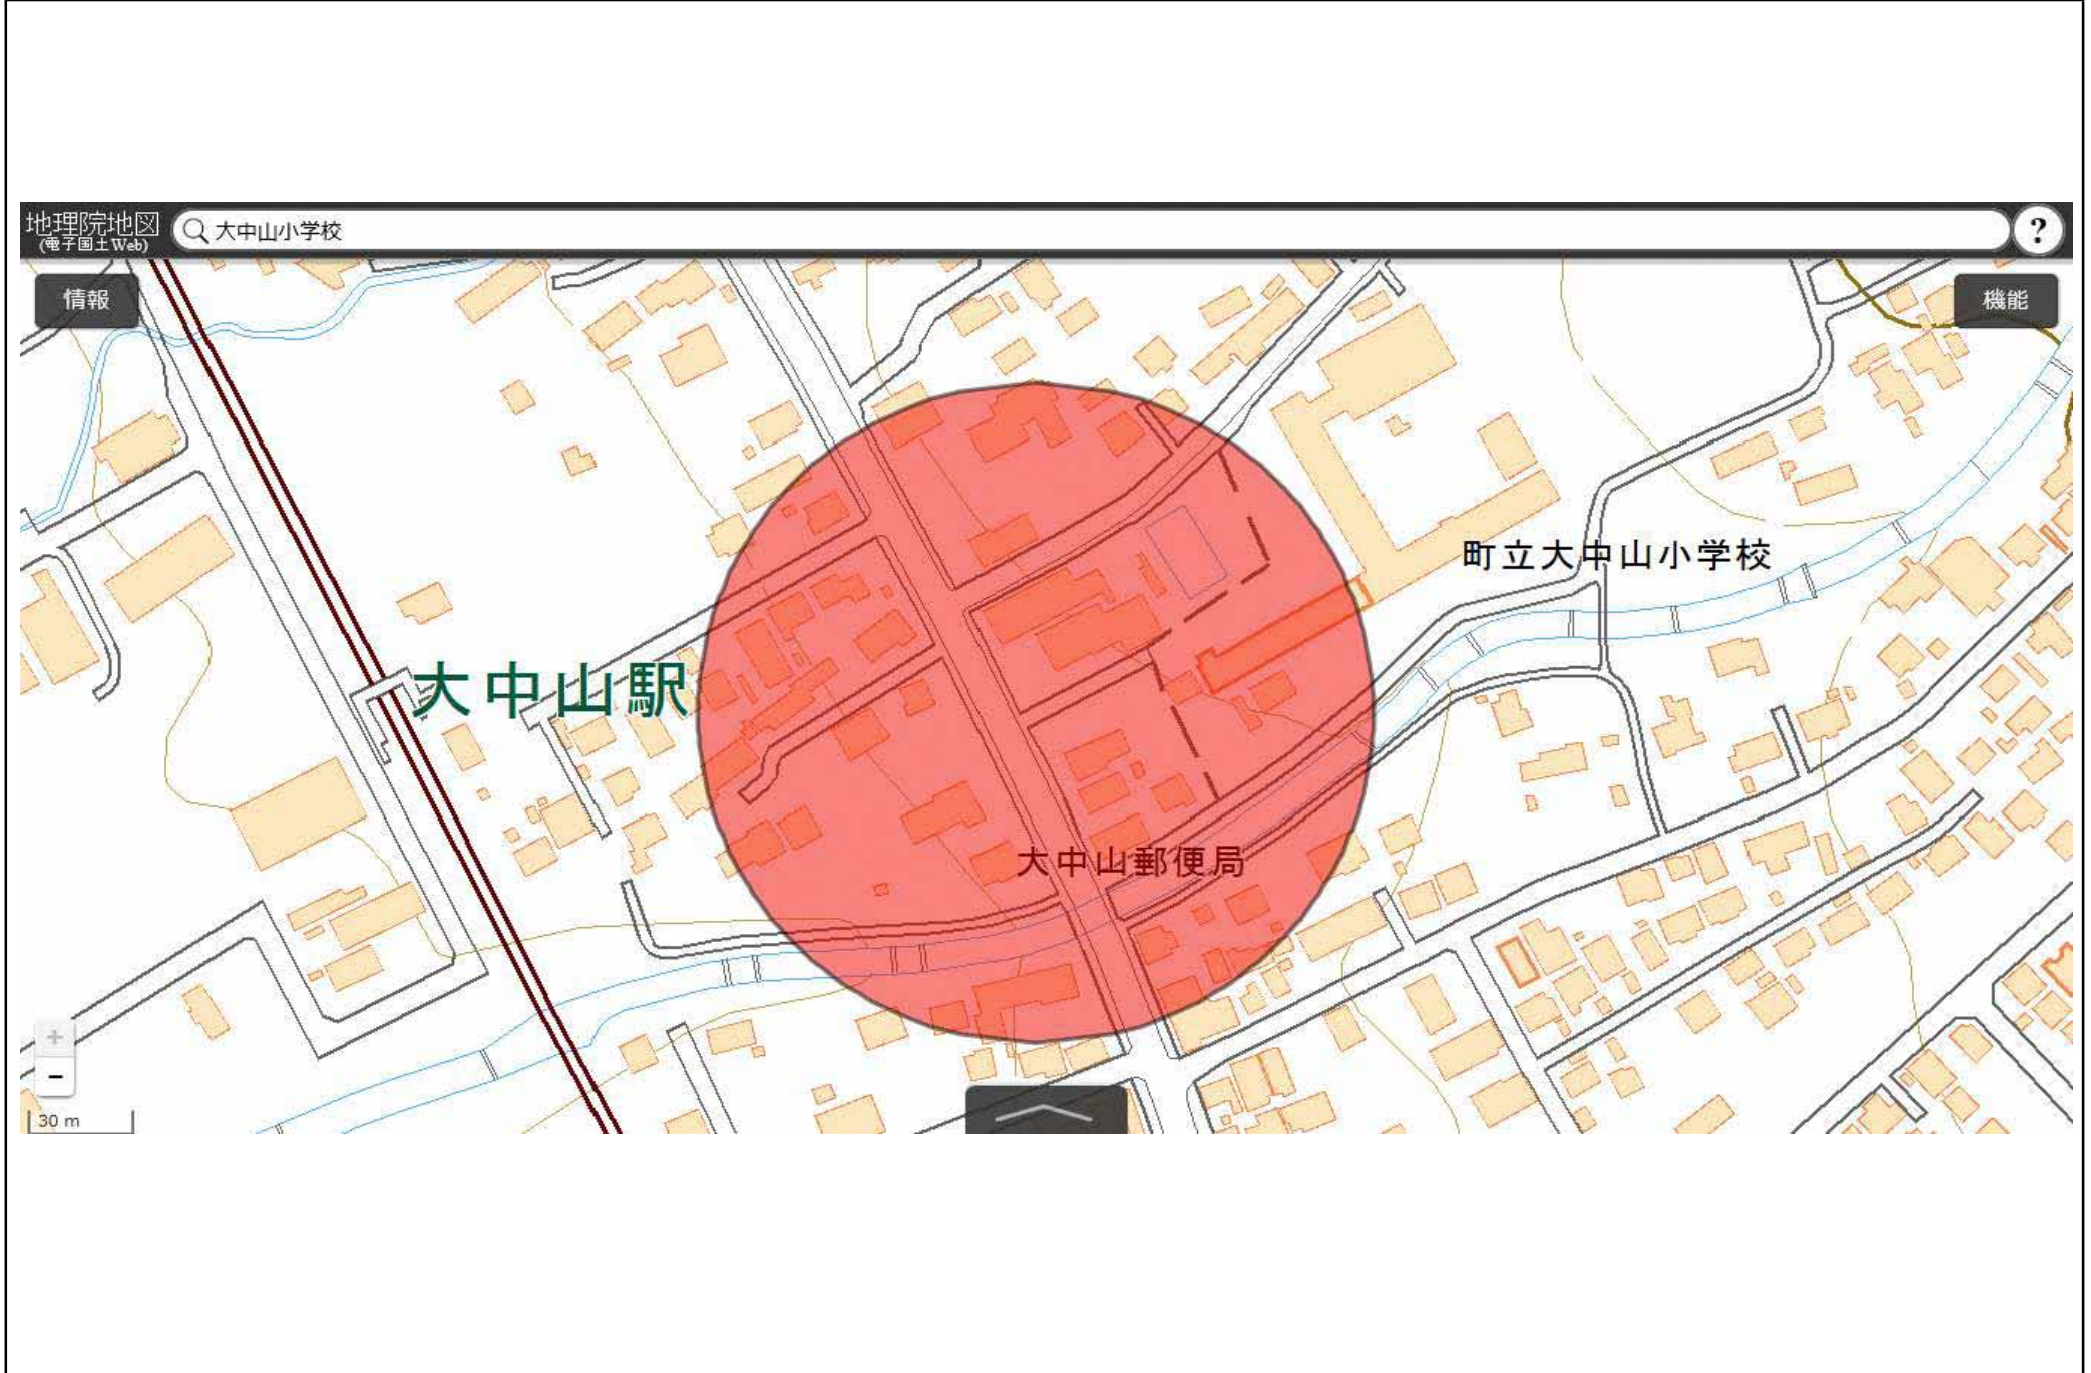 地理院地図
(電子国土Web)
大中山小学校
?
情報
機能
町立大中山小学校
大中山駅
大中山郵便局
+
−
30 m